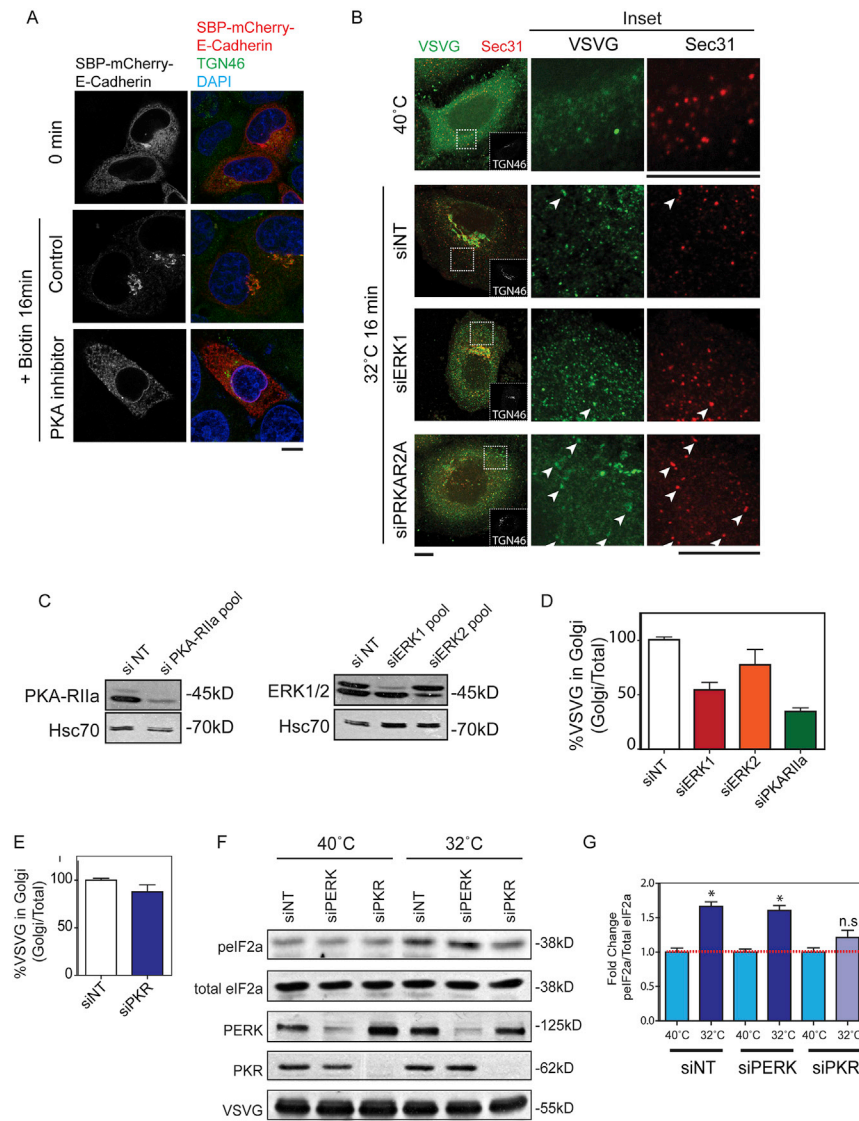 A
SBP-mCherry-
E-Cadherin
SBP-mCherry-
E-Cadherin
TGN46
DAPI
0 min
+ Biotin 16min
Control
PKA inhibitor
B
Inset
VSVG Sec31
VSVG
Sec31
40˚C
TGN46
32˚C 16 min
siNT
TGN46
siERK1
TGN46
siPRKAR2A
TGN46
C
si NT
si PKA-RIIa pool
PKA-RIIa
-45kD
Hsc70
-70kD
si NT
siERK1 pool
siERK2 pool
ERK1/2
-45kD
Hsc70
-70kD
D
%VSVG in Golgi
(Golgi/Total)
100
50
0
siNT
siERK1
siERK2
siPKARIIa
E
%VSVG in Golgi
(Golgi/Total)
100
50
0
siNT
siPKR
F
40˚C
32˚C
siNT
siPERK
siPKR
siNT
siPERK
siPKR
peIF2a
-38kD
total eIF2a
-38kD
PERK
-125kD
PKR
-62kD
VSVG
-55kD
G
Fold Change
peIF2a/Total eIF2a
2.0
1.5
1.0
0.5
0.0
*
*
n.s
40˚C
32˚C
40˚C
32˚C
40˚C
32˚C
siNT
siPERK
siPKR